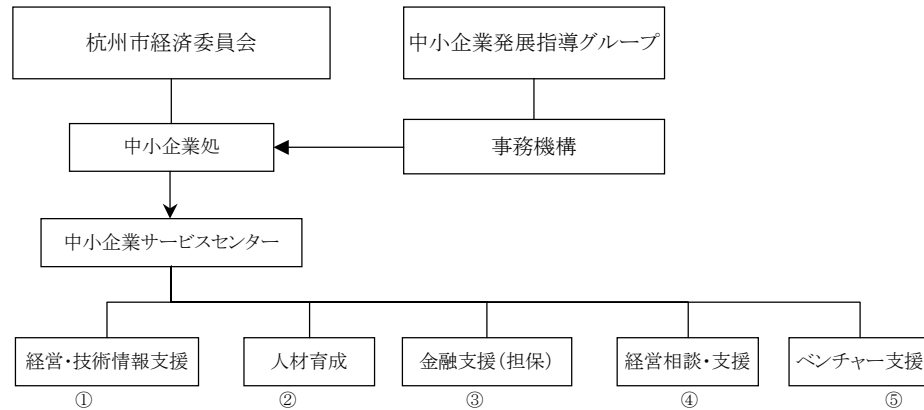 杭州市経済委員会
中小企業発展指導グループ
中小企業処
事務機構
中小企業サービスセンター
経営・技術情報支援
人材育成
金融支援(担保)
経営相談・支援
ベンチャー支援
①
②
③
④
⑤